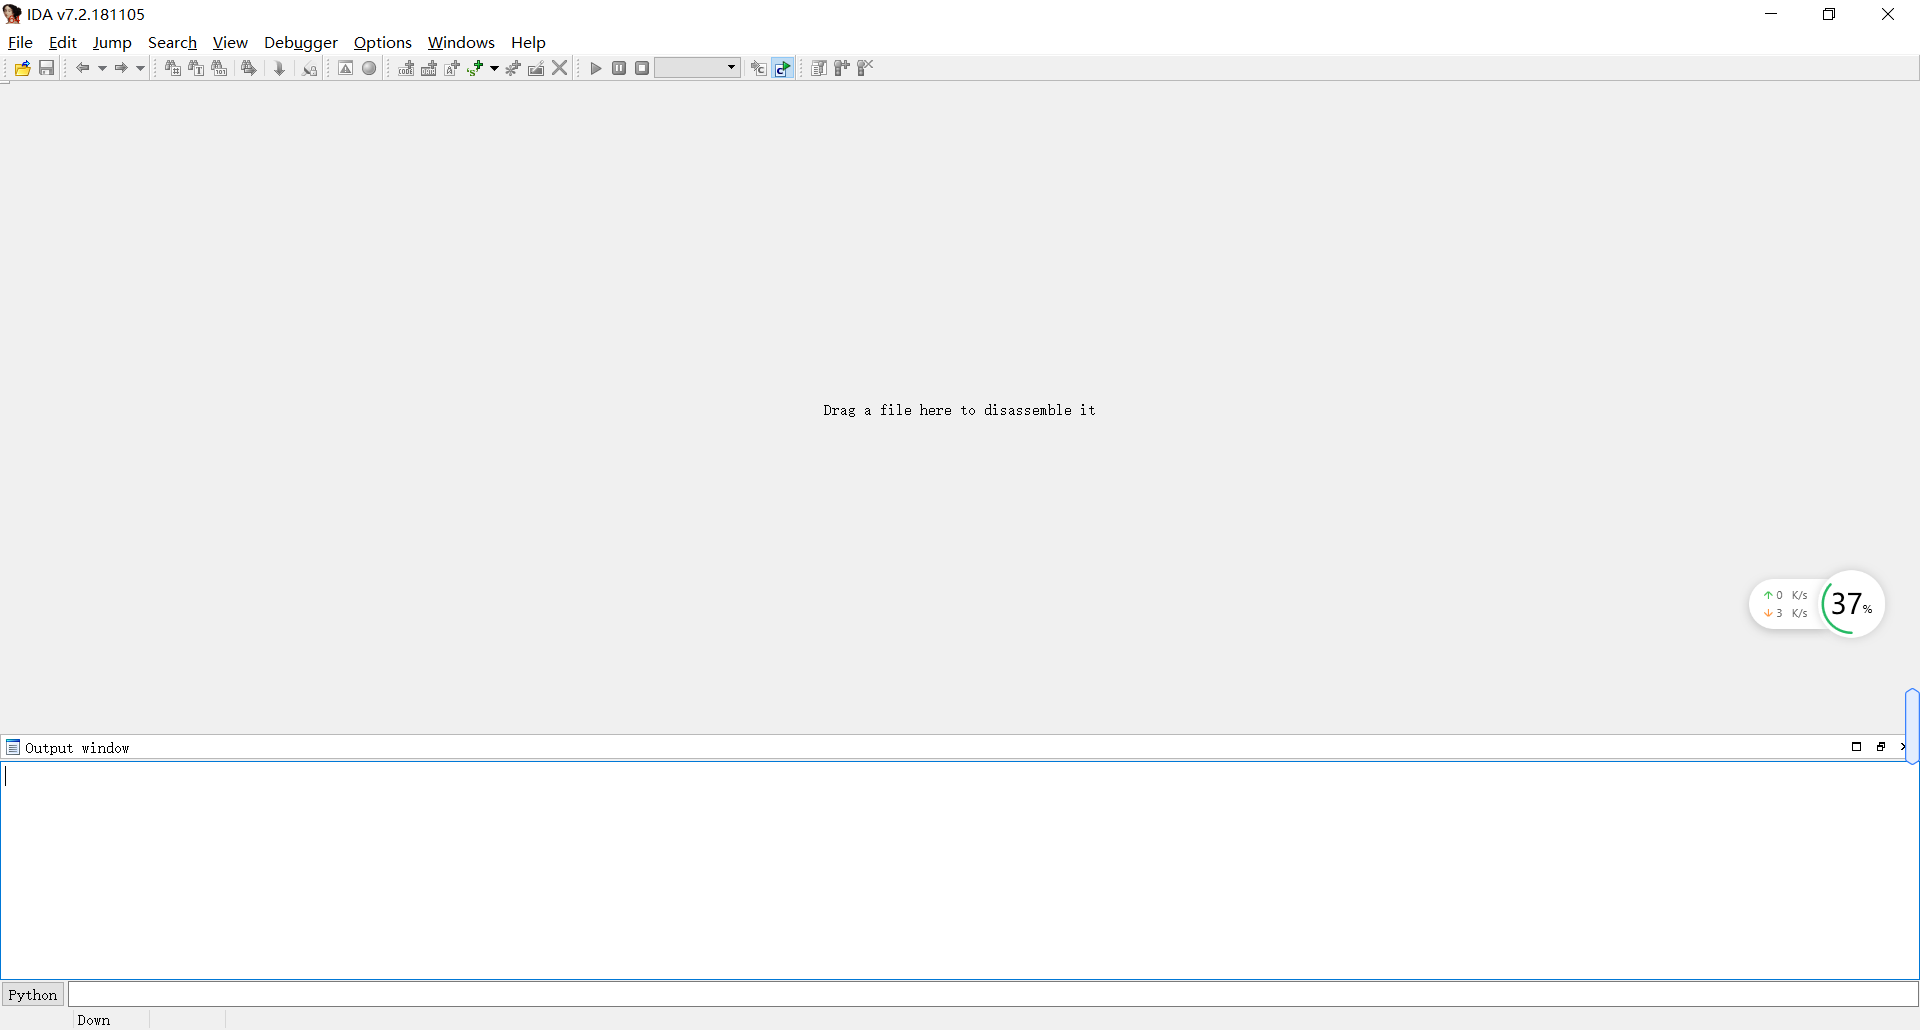 IDA v7.2.181105
File Edit Jump Search View Debugger Options Windows Help
Drag a file here to disassemble it
0 K/s
3 K/s
37%
Output window
Python
Down